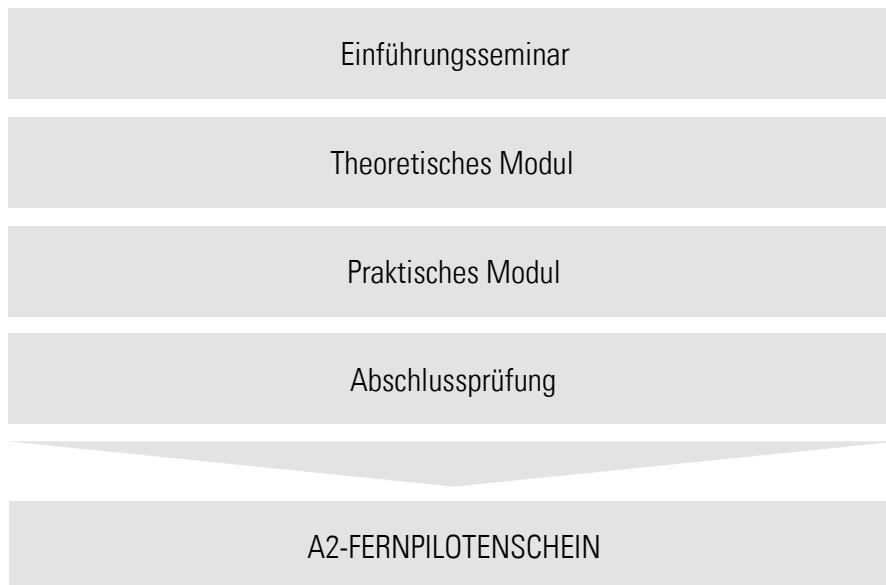 Einführungsseminar
Theoretisches Modul
Praktisches Modul
Abschlussprüfung
A2-FERNPILOTENSCHEIN